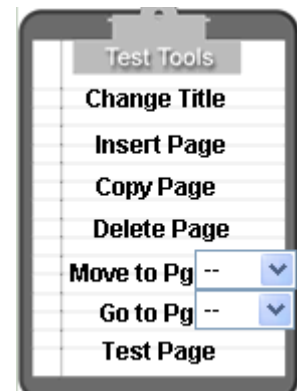 Test Tools
Change Title
Insert Page
Copy Page
Delete Page
Move to Pg --
Go to Pg --
Test Page